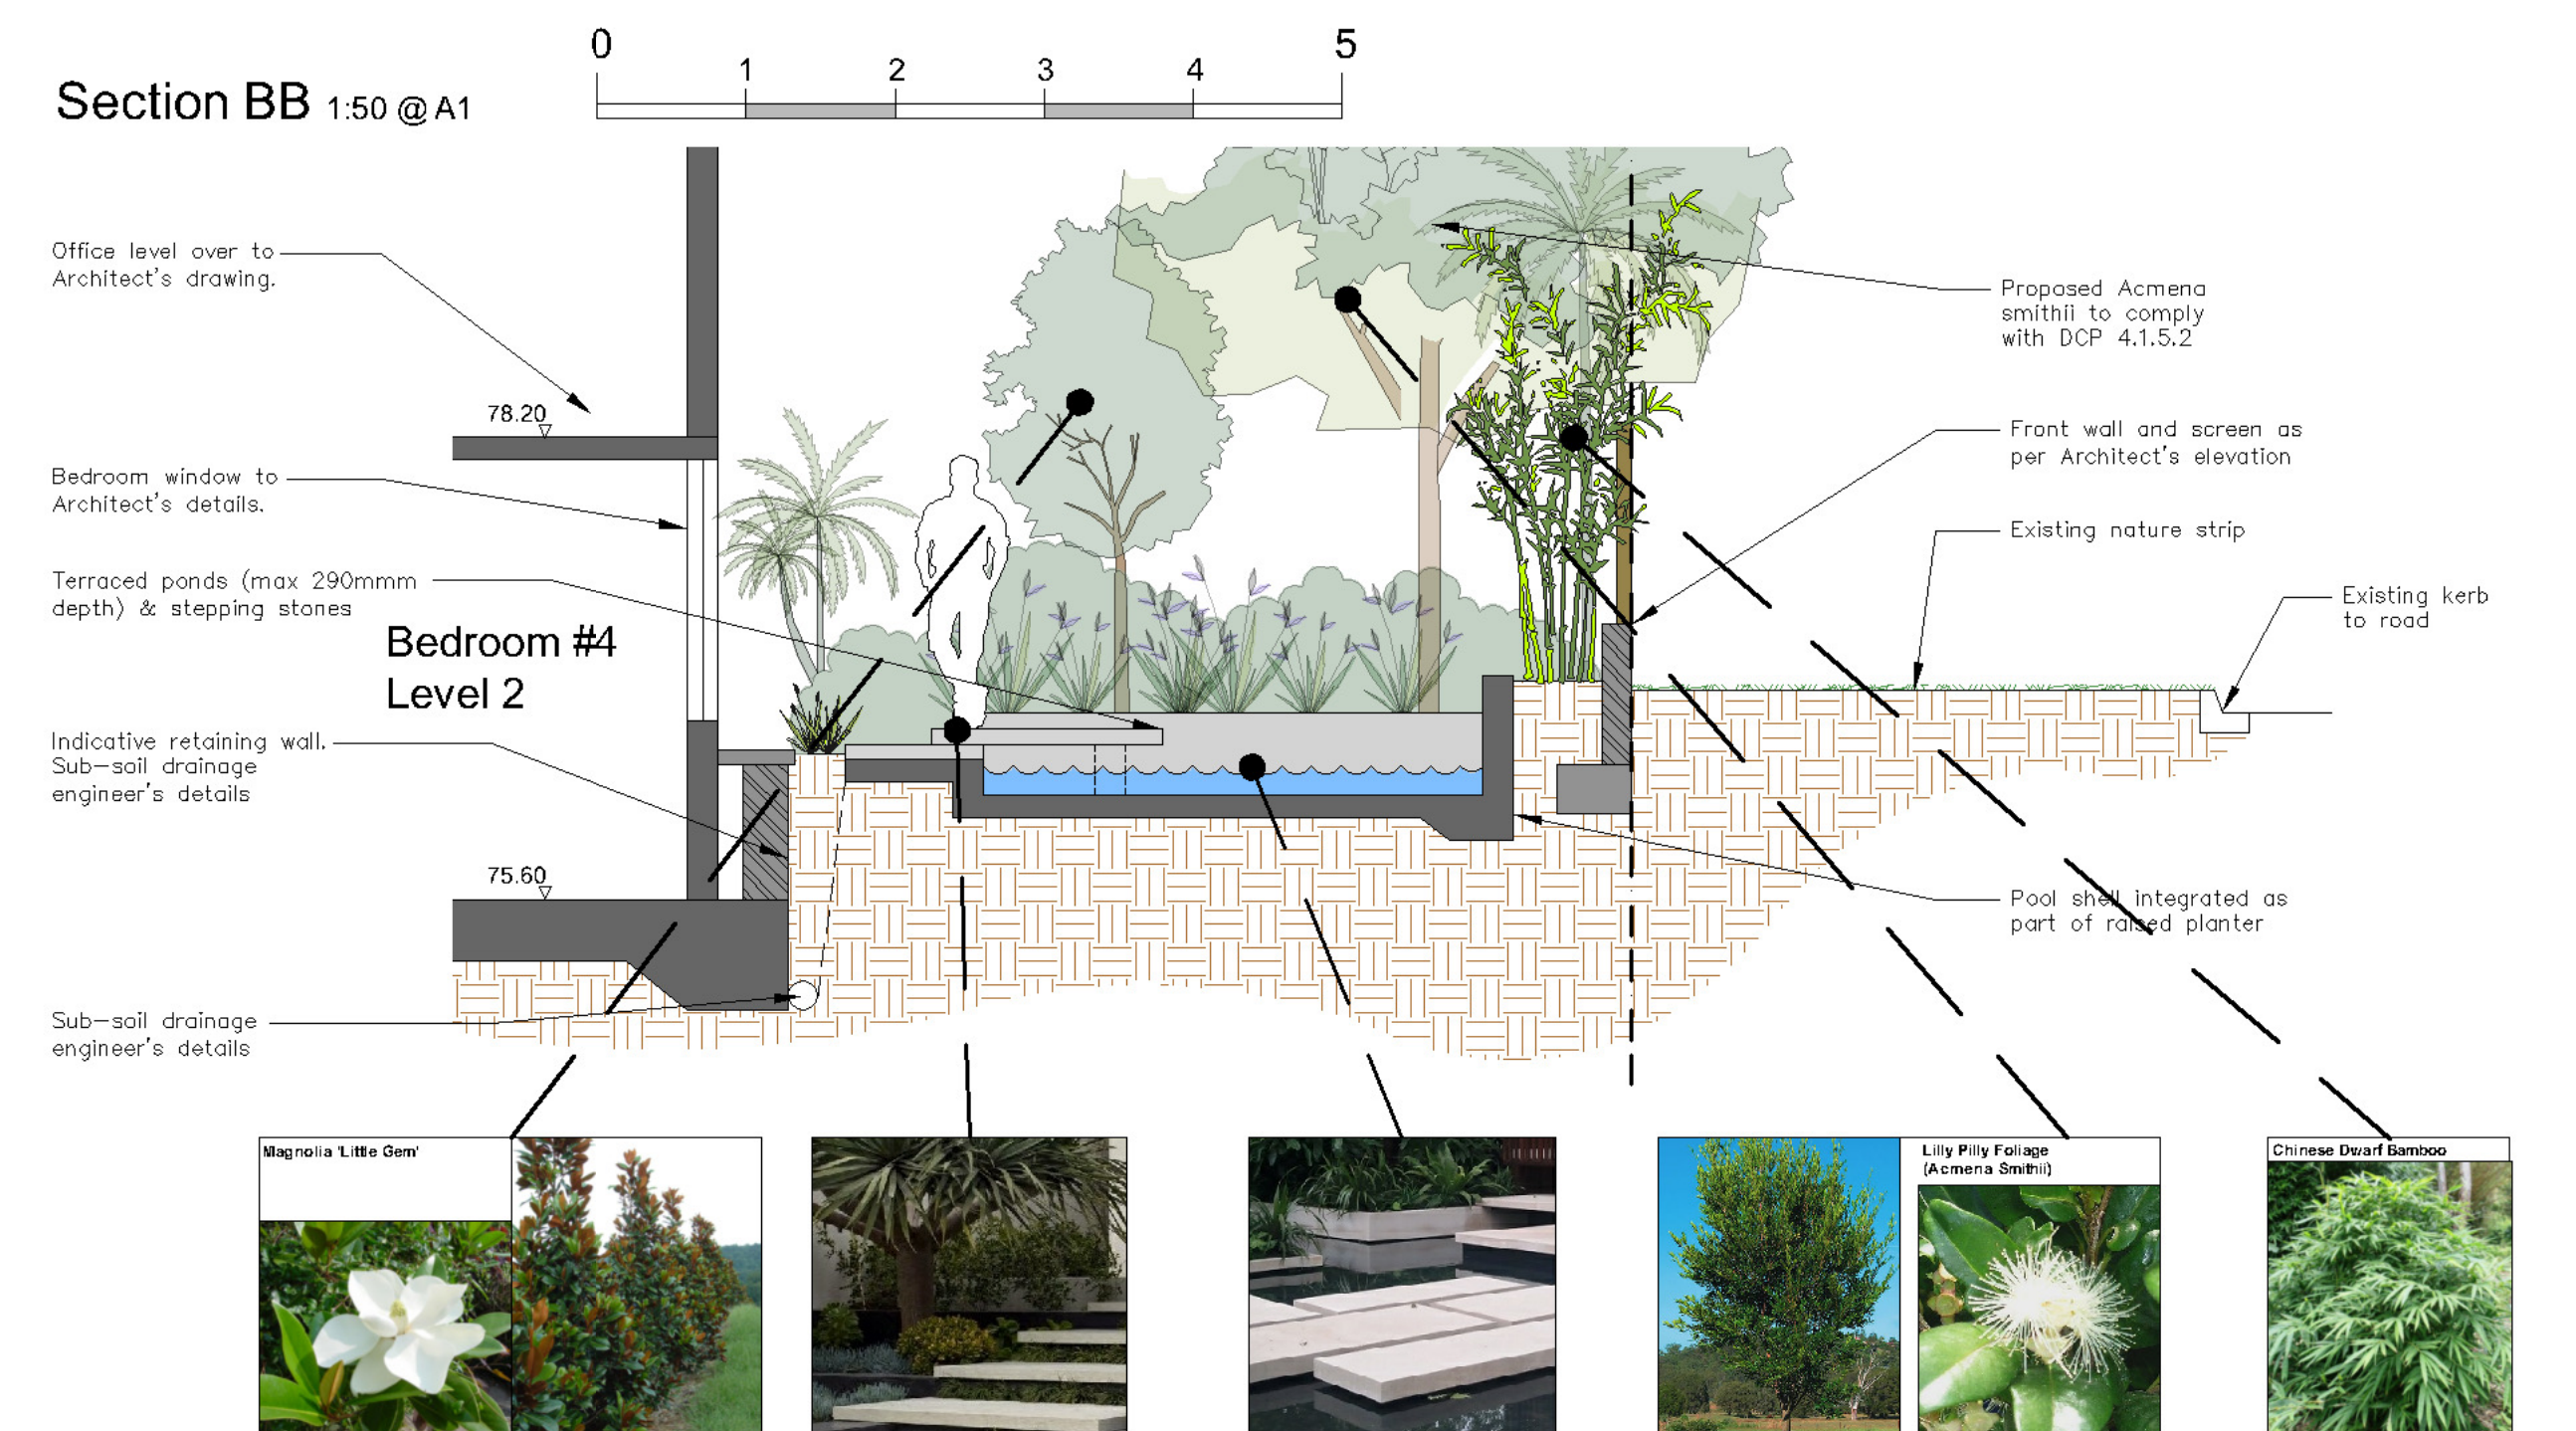 0 5
1 2 3 4
Section BB 1:50 @ A1
Office level over to
Architect's drawing.
Proposed Acmena
smithii to comply
with DCP 4.1.5.2
78.20
Front wall and screen as
per Architect's elevation
Bedroom window to
Architect's details.
Existing nature strip
Terraced ponds (max 290mmm
depth) & stepping stones
Existing kerb
to road
Bedroom #4
Level 2
Indicative retaining wall.
Sub-soil drainage
engineer's details
75.60
Pool shell integrated as
part of raised planter
Sub-soil drainage
engineer's details
Magnolia 'Little Gem'
Lilly Pilly Foliage
(Acmena Smithii)
Chinese Dwarf Bamboo